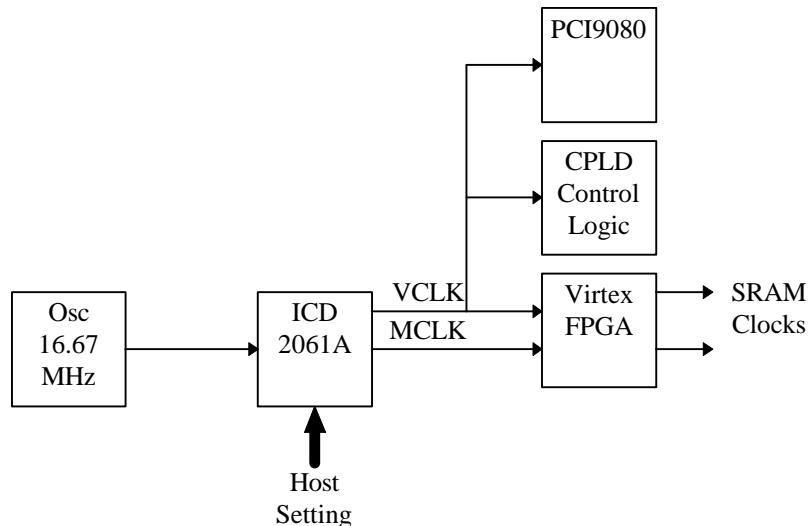 PCI9080
CPLD
Control
Logic
VCLK
MCLK
Osc
16.67
MHz
ICD
2061A
Virtex
FPGA
SRAM
Clocks
Host
Setting